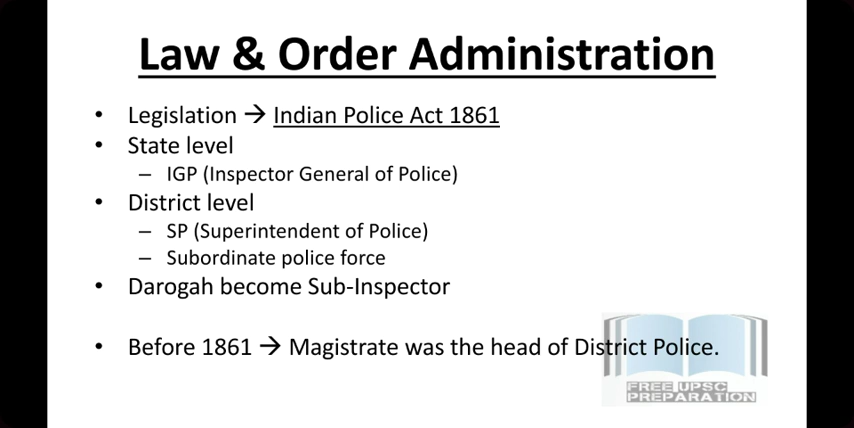 Law & Order Administration
• Legislation → Indian Police Act 1861
• State level
– IGP (Inspector General of Police)
• District level
– SP (Superintendent of Police)
– Subordinate police force
• Darogah become Sub-Inspector
• Before 1861 → Magistrate was the head of District Police.
FREE UPSC
PREPARATION